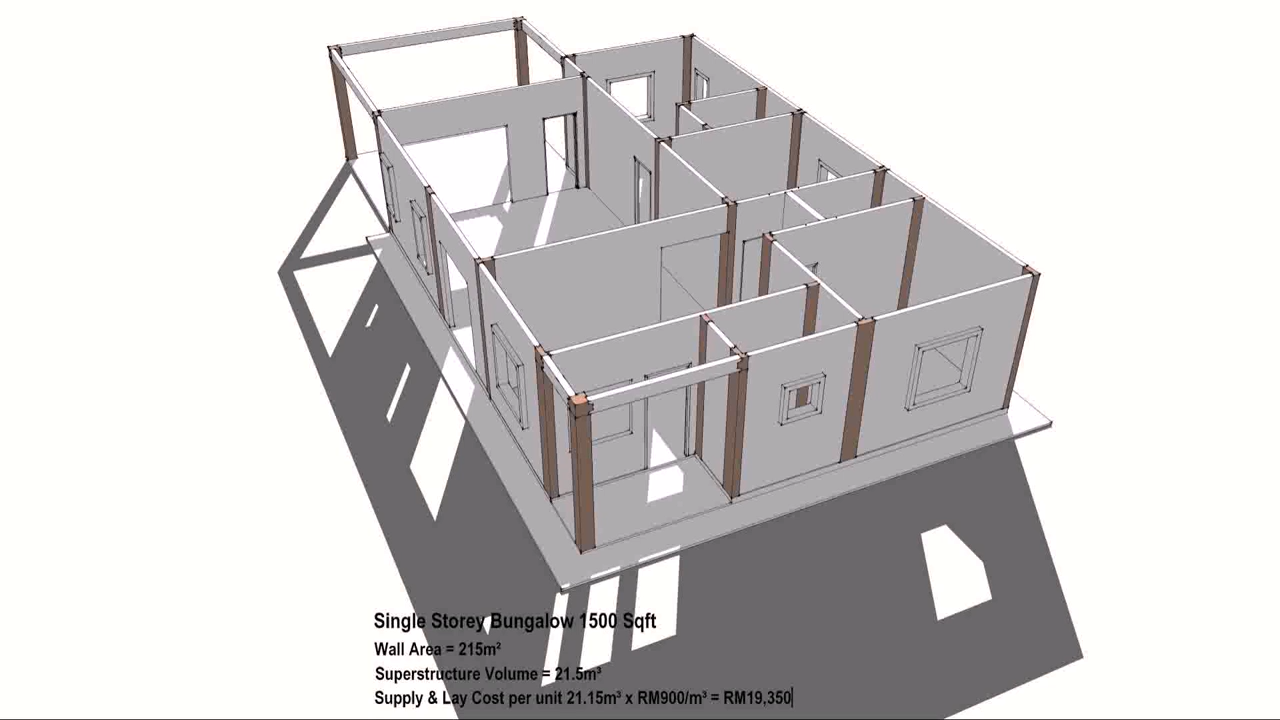 Single Storey Bungalow 1500 Sqft
Wall Area = 215m²
Superstructure Volume = 21.5m³
Supply & Lay Cost per unit 21.15m³ x RM900/m³ = RM19,350